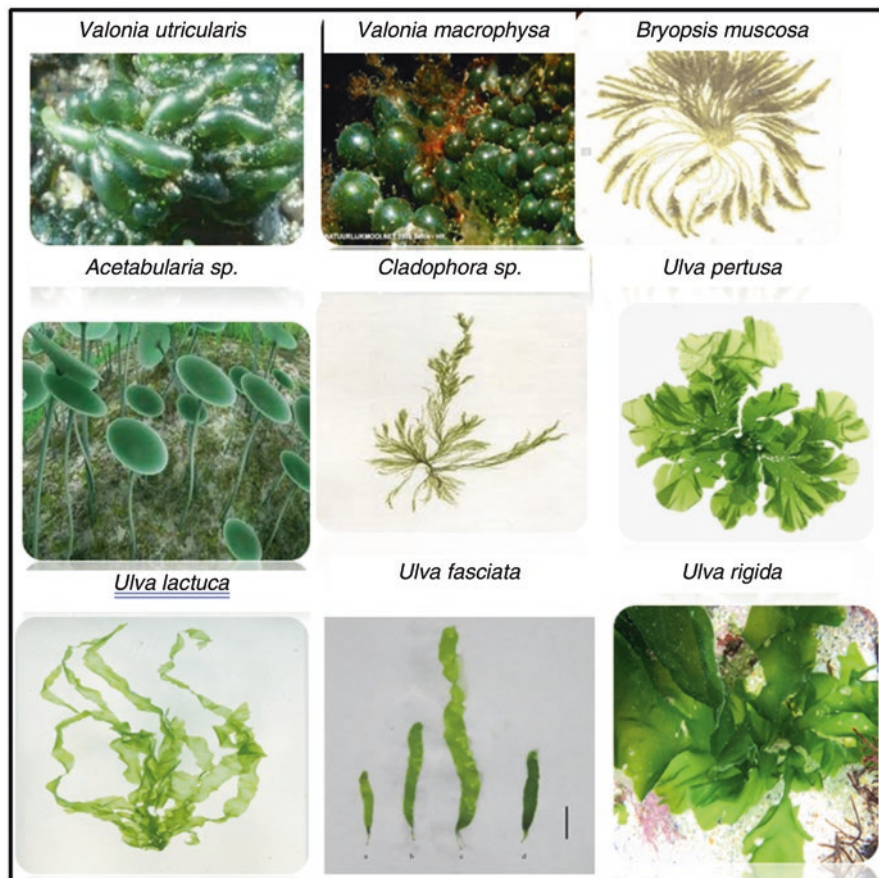 Valonia utricularis
Valonia macrophysa
Bryopsis muscosa
Acetabularia sp.
Cladophora sp.
Ulva pertusa
Ulva lactuca
Ulva fasciata
Ulva rigida
a
b
c
d